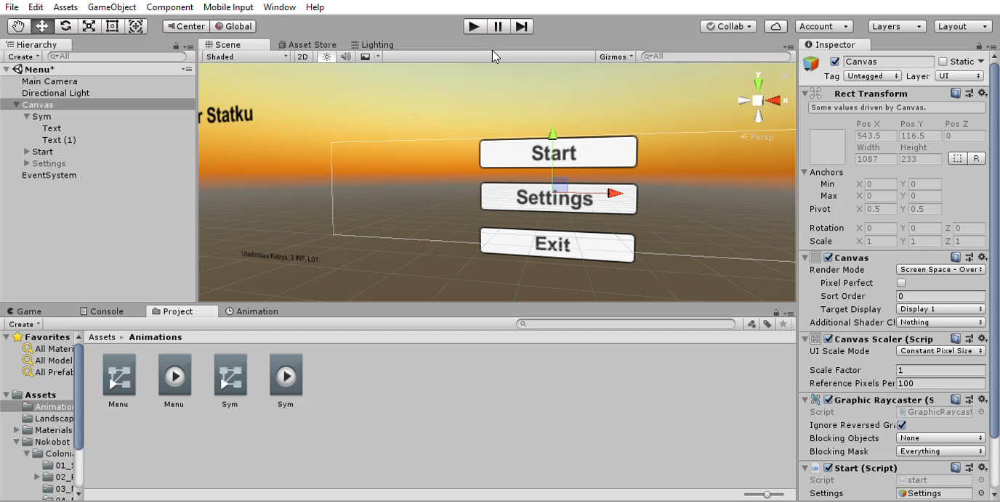 File Edit Assets GameObject Component Mobile Input Window Help
Center Global Collab Account Layers Layout
Hierarchy
Create All
Menu*
Main Camera
Directional Light
Canvas
Sym
Text
Text (1)
Start
Settings
EventSystem
Scene Asset Store Lighting
Shaded 2D Gizmos All
r Statku
Start
Settings
Exit
Uladzislau Ketrys, 3 INF, L01
y
x
Persp
Inspector
Canvas Static
Tag Untagged Layer UI
Rect Transform
Some values driven by Canvas.
Pos X Pos Y Pos Z
543.5 116.5 0
Width Height
1087 233 R
Anchors
Min X 0 Y 0
Max X 0 Y 0
Pivot X 0.5 Y 0.5
Rotation X 0 Y 0 Z 0
Scale X 1 Y 1 Z 1
Canvas
Render Mode Screen Space - Over
Pixel Perfect
Sort Order 0
Target Display Display 1
Additional Shader Ch Nothing
Canvas Scaler (Scrip
UI Scale Mode Constant Pixel Size
Scale Factor 1
Reference Pixels Per 100
Graphic Raycaster (S
Script GraphicRaycast
Ignore Reversed Gra
Blocking Objects None
Blocking Mask Everything
Start (Script)
Script start
Settings Settings
Game Console Project Animation
Create
Favorites
All Materi
All Model
All Prefab
Assets
Animatio
Landscap
Materials
Nokobot
Coloni
01_S
02_P
Assets Animations
Menu Menu Sym Sym